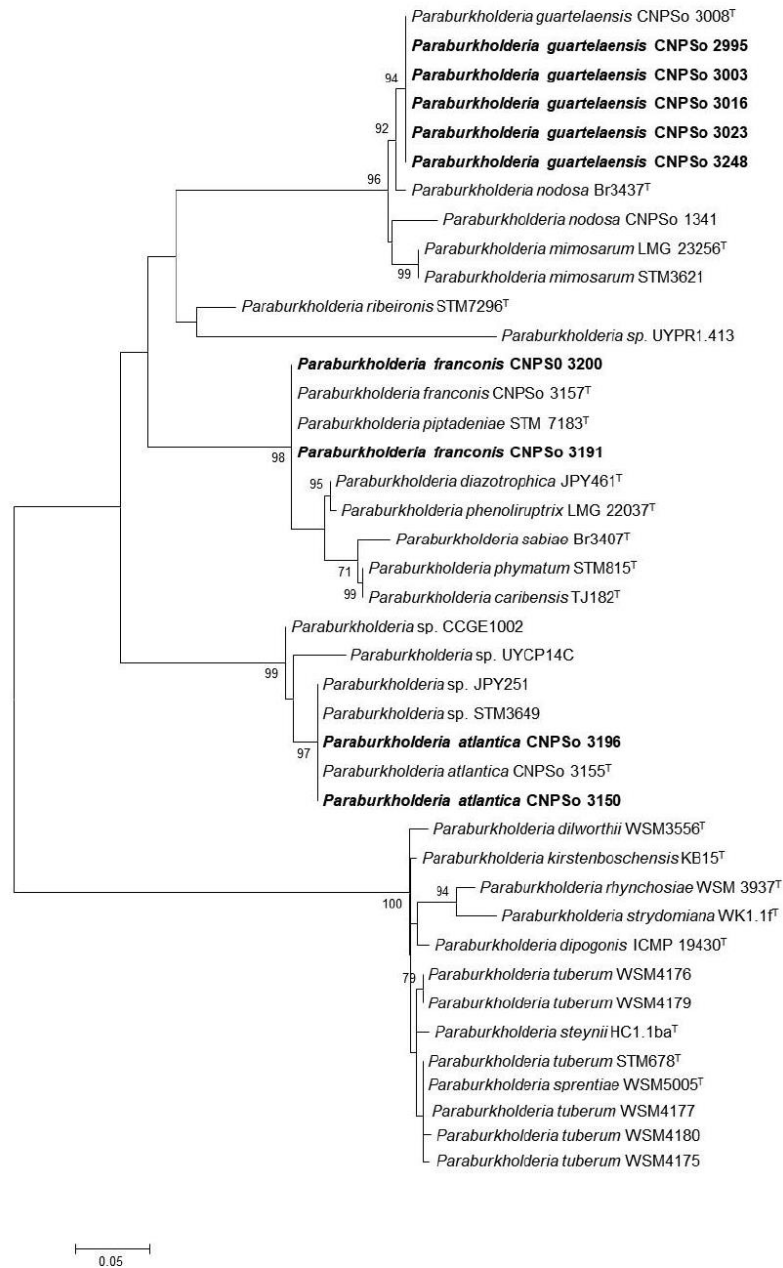 Paraburkholderia guartelaensis CNPSo 3008T
Paraburkholderia guartelaensis CNPSo 2995
94
Paraburkholderia guartelaensis CNPSo 3003
Paraburkholderia guartelaensis CNPSo 3016
92
Paraburkholderia guartelaensis CNPSo 3023
Paraburkholderia guartelaensis CNPSo 3248
96
Paraburkholderia nodosa Br3437T
Paraburkholderia nodosa CNPSo 1341
Paraburkholderia mimosarum LMG 23256T
99
Paraburkholderia mimosarum STM3621
Paraburkholderia ribeironis STM7296T
Paraburkholderia sp. UYPR1.413
Paraburkholderia franconis CNPS0 3200
Paraburkholderia franconis CNPSo 3157T
Paraburkholderia piptadeniae STM 7183T
98
Paraburkholderia franconis CNPSo 3191
95
Paraburkholderia diazotrophica JPY461T
Paraburkholderia phenoliruptrix LMG 22037T
Paraburkholderia sabiae Br3407T
71
Paraburkholderia phymatum STM815T
99
Paraburkholderia caribensis TJ182T
Paraburkholderia sp. CCGE1002
Paraburkholderia sp. UYCP14C
99
Paraburkholderia sp. JPY251
Paraburkholderia sp. STM3649
Paraburkholderia atlantica CNPSo 3196
97
Paraburkholderia atlantica CNPSo 3155T
Paraburkholderia atlantica CNPSo 3150
Paraburkholderia dilworthii WSM3556T
Paraburkholderia kirstenboschensis KB15T
94
Paraburkholderia rhynchosiae WSM 3937T
100
Paraburkholderia strydomiana WK1.1fT
Paraburkholderia dipogonis ICMP 19430T
79
Paraburkholderia tuberum WSM4176
Paraburkholderia tuberum WSM4179
Paraburkholderia steynii HC1.1baT
Paraburkholderia tuberum STM678T
Paraburkholderia sprentiae WSM5005T
Paraburkholderia tuberum WSM4177
Paraburkholderia tuberum WSM4180
Paraburkholderia tuberum WSM4175
0.05